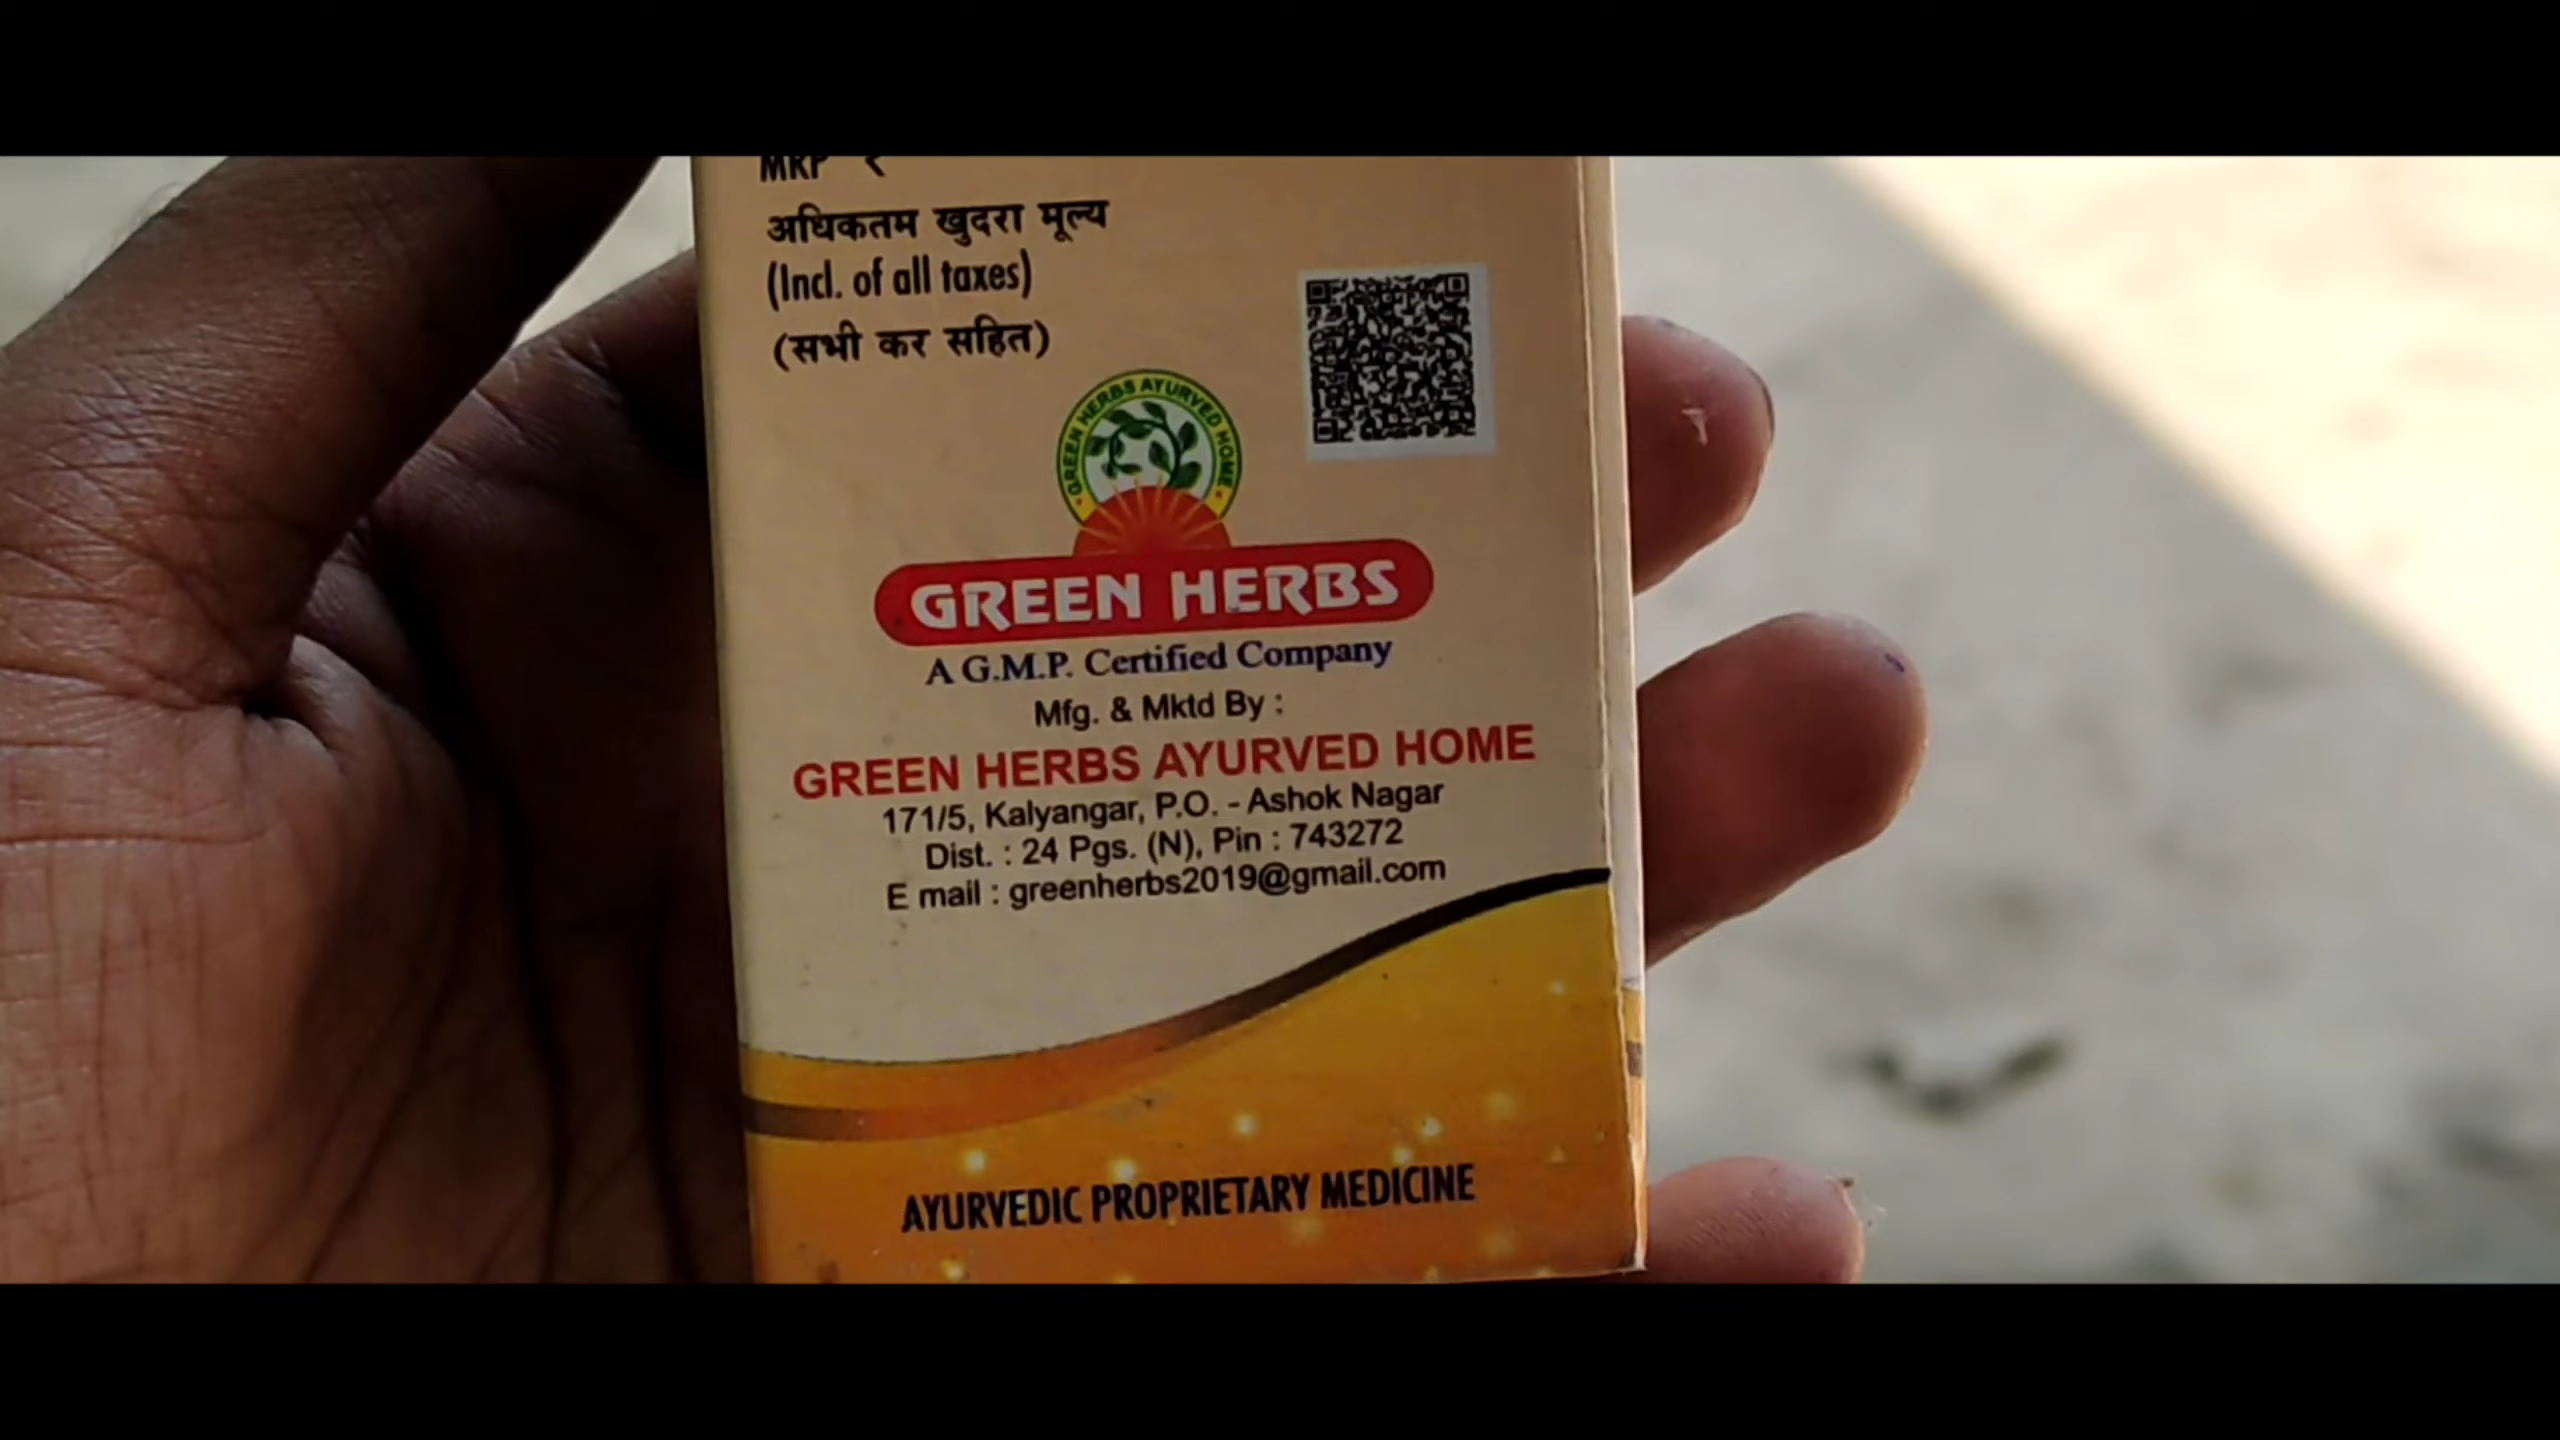 MRP ₹
अधिकतम खुदरा मूल्य
(Incl. of all taxes)
(सभी कर सहित)
GREEN HERBS AYURVED HOME
GREEN HERBS
A G.M.P. Certified Company
Mfg. & Mktd By :
GREEN HERBS AYURVED HOME
171/5, Kalyangar, P.O. - Ashok Nagar
Dist. : 24 Pgs. (N), Pin : 743272
E mail : greenherbs2019@gmail.com
AYURVEDIC PROPRIETARY MEDICINE